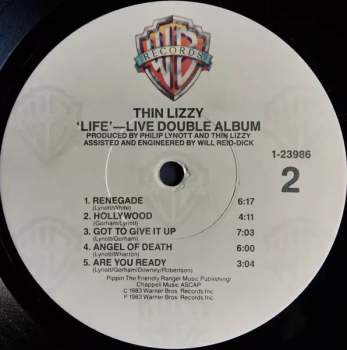 WB
RECORDS
THIN LIZZY
'LIFE'—LIVE DOUBLE ALBUM
PRODUCED BY PHILIP LYNOTT AND THIN LIZZY
ASSISTED AND ENGINEERED BY WILL REID-DICK
1-23986
2
1. RENEGADE 6:17
(Lynott/White)
2. HOLLYWOOD 4:11
(Gorham/Lynott)
3. GOT TO GIVE IT UP 7:03
(Lynott/Gorham)
4. ANGEL OF DEATH 6:00
(Lynott/Wharton)
5. ARE YOU READY 3:04
(Lynott/Gorham/Downey/Robertson)
Pippin The Friendly Ranger Music Publishing/
Chappell Music ASCAP
© 1983 Warner Bros. Records Inc.
℗ 1983 Warner Bros. Records Inc.